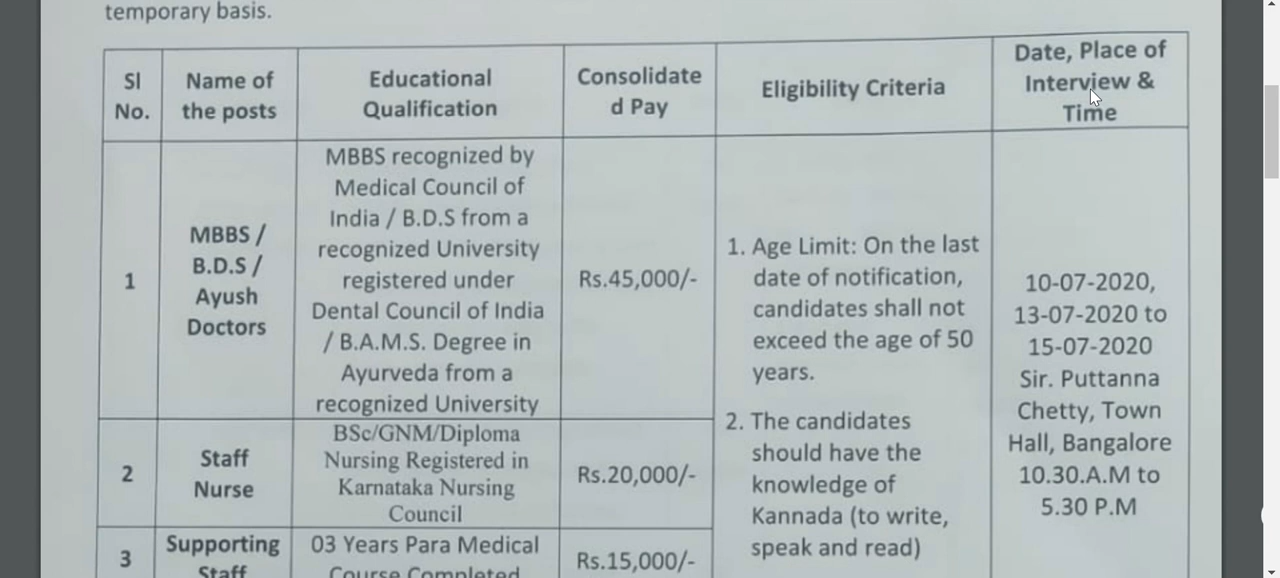 temporary basis.
Sl
No.
Name of
the posts
Educational
Qualification
Consolidate
d Pay
Eligibility Criteria
Date, Place of
Interview &
Time
1
MBBS /
B.D.S /
Ayush
Doctors
MBBS recognized by
Medical Council of
India / B.D.S from a
recognized University
registered under
Dental Council of India
/ B.A.M.S. Degree in
Ayurveda from a
recognized University
Rs.45,000/-
1. Age Limit: On the last
date of notification,
candidates shall not
exceed the age of 50
years.
2. The candidates
should have the
knowledge of
Kannada (to write,
speak and read)
10-07-2020,
13-07-2020 to
15-07-2020
Sir. Puttanna
Chetty, Town
Hall, Bangalore
10.30.A.M to
5.30 P.M
2
Staff
Nurse
BSc/GNM/Diploma
Nursing Registered in
Karnataka Nursing
Council
Rs.20,000/-
3
Supporting
Staff
03 Years Para Medical
Course Completed
Rs.15,000/-